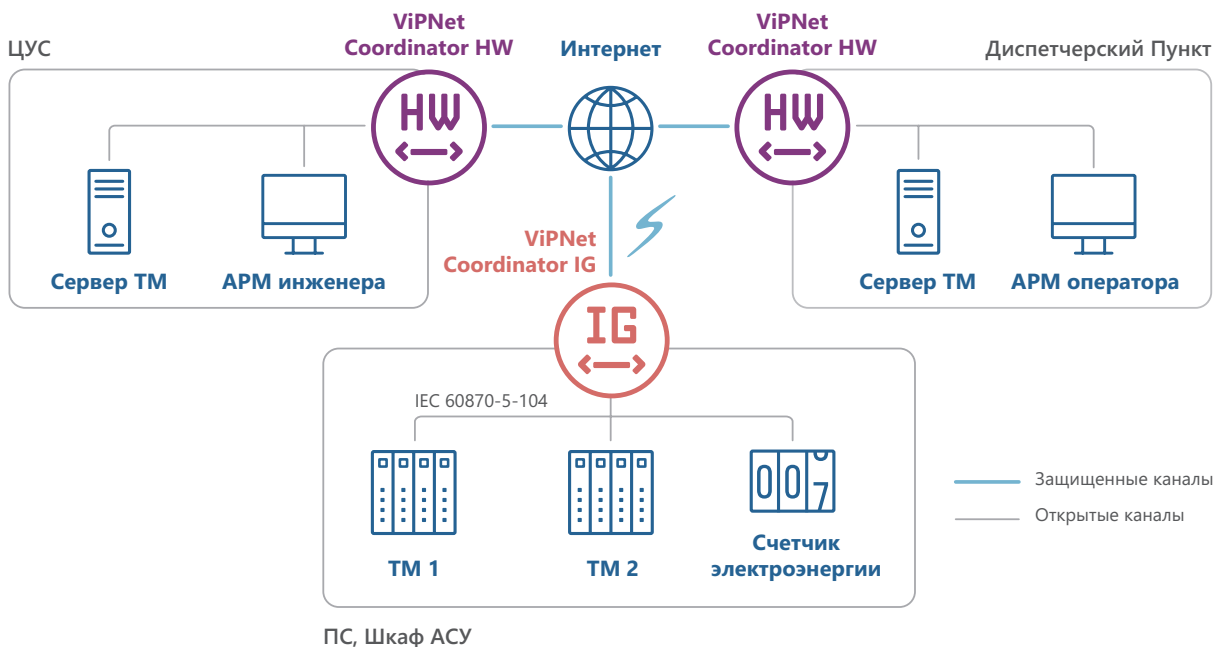 ЦУС
ViPNet
Coordinator HW
Интернет
ViPNet
Coordinator HW
Диспетчерский Пункт
HW
HW
Сервер ТМ
АРМ инженера
ViPNet
Coordinator IG
Сервер ТМ
АРМ оператора
IG
IEC 60870-5-104
007
ТМ 1
ТМ 2
Счетчик
электроэнергии
Защищенные каналы
Открытые каналы
ПС, Шкаф АСУ